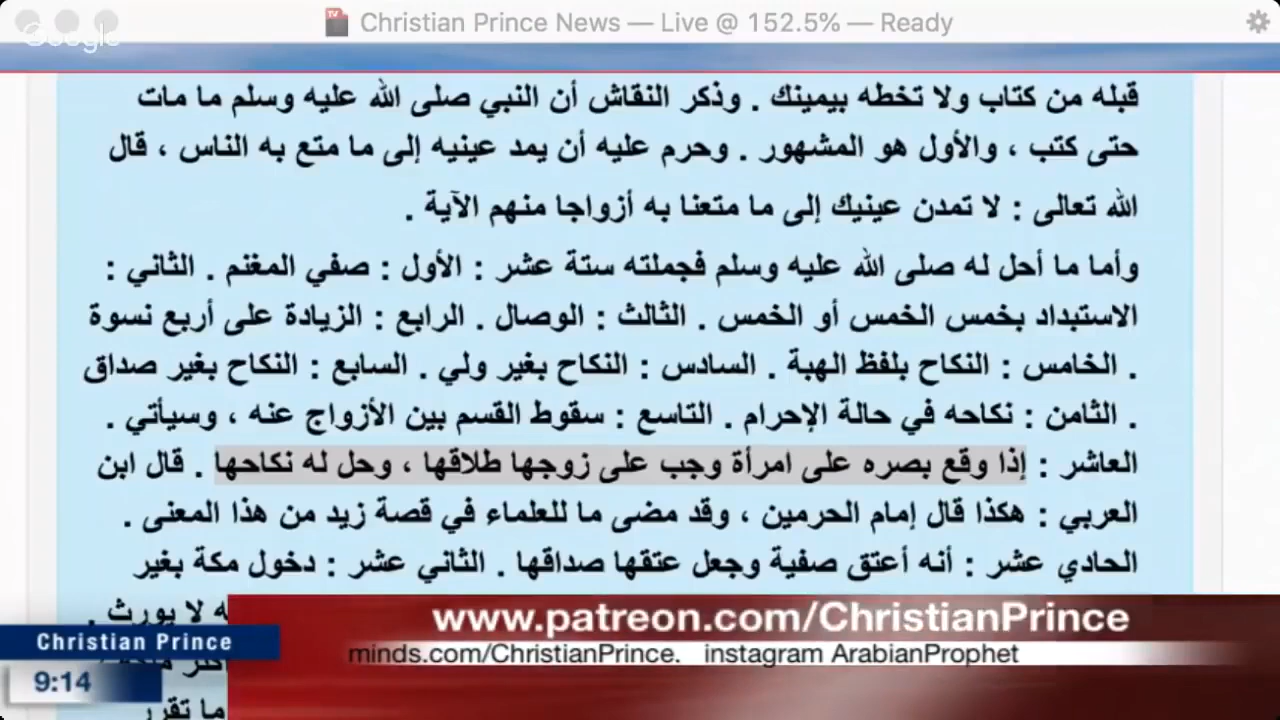 Christian Prince News — Live @ 152.5% — Ready
Google
قبله من كتاب ولا تخطه بيمينك . وذكر النقاش أن النبي صلى الله عليه وسلم ما مات
حتى كتب ، والأول هو المشهور . وحرم عليه أن يمد عينيه إلى ما متع به الناس ، قال
الله تعالى : لا تمدن عينيك إلى ما متعنا به أزواجا منهم الآية .
وأما ما أحل له صلى الله عليه وسلم فجملته ستة عشر : الأول : صفي المغنم . الثاني :
الاستبداد بخمس الخمس أو الخمس . الثالث : الوصال . الرابع : الزيادة على أربع نسوة
. الخامس : النكاح بلفظ الهبة . السادس : النكاح بغير ولي . السابع : النكاح بغير صداق
. الثامن : نكاحه في حالة الإحرام . التاسع : سقوط القسم بين الأزواج عنه ، وسيأتي .
العاشر : إذا وقع بصره على امرأة وجب على زوجها طلاقها ، وحل له نكاحها . قال ابن
العربي : هكذا قال إمام الحرمين ، وقد مضى ما للعلماء في قصة زيد من هذا المعنى .
الحادي عشر : أنه أعتق صفية وجعل عتقها صداقها . الثاني عشر : دخول مكة بغير
لا يورث .
ما تقرر
www.patreon.com/ChristianPrince
Christian Prince
minds.com/ChristianPrince. instagram ArabianProphet
9:14